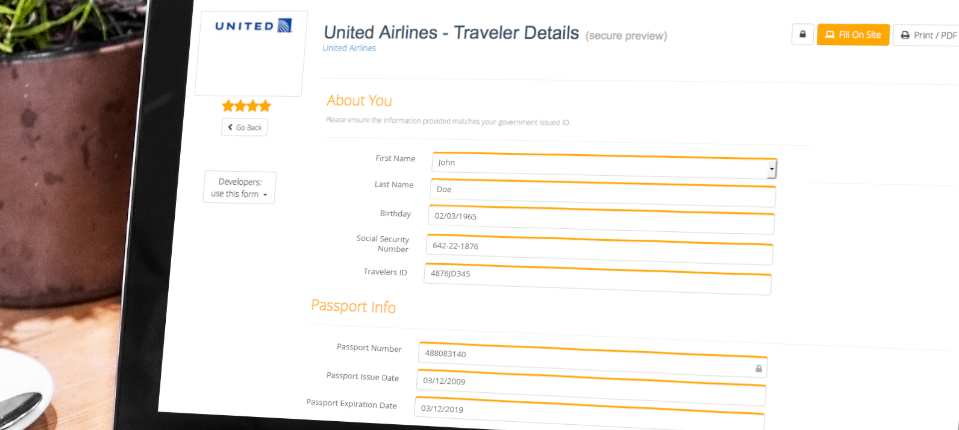 UNITED
United Airlines - Traveler Details (secure preview)
United Airlines
Fill On Site
Print / PDF
Go Back
Developers:
use this form
About You
Please ensure the information provided matches your government issued ID.
First Name
John
Last Name
Doe
Birthday
02/03/1965
Social Security
Number
642-22-1876
Travelers ID
4876JD345
Passport Info
Passport Number
488083140
Passport Issue Date
03/12/2009
Passport Expiration Date
03/12/2019